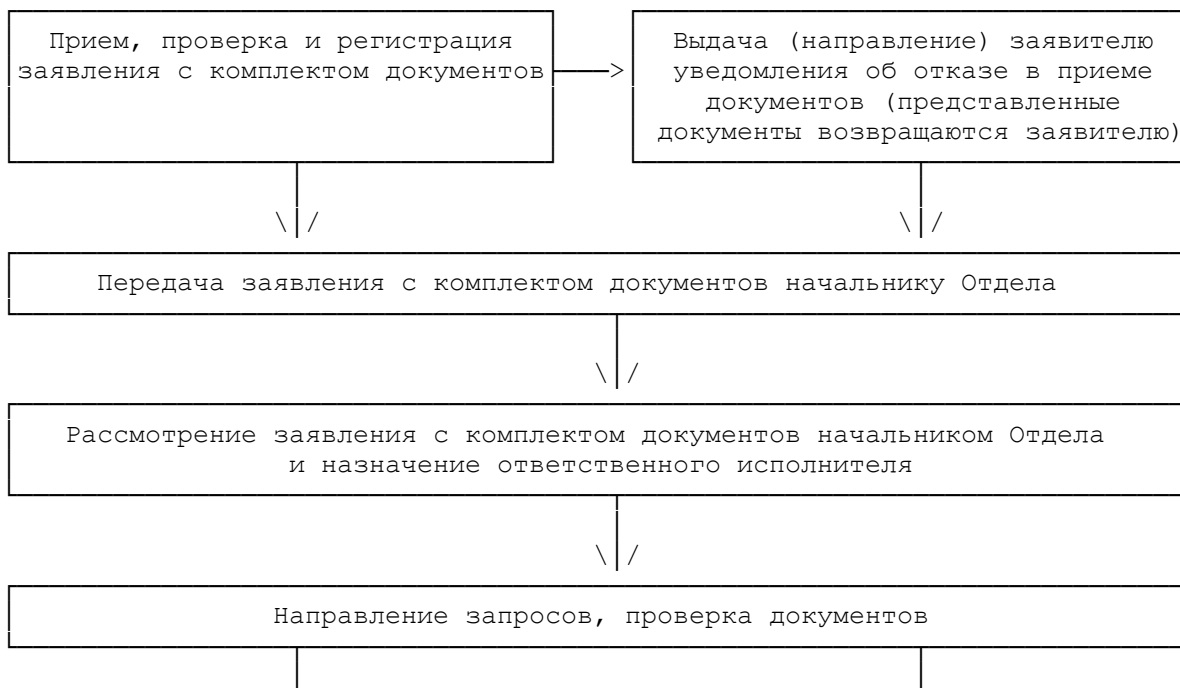 Прием, проверка и регистрация
заявления с комплектом документов
Выдача (направление) заявителю
уведомления об отказе в приеме
документов (представленные
документы возвращаются заявителю)
Передача заявления с комплектом документов начальнику Отдела
Рассмотрение заявления с комплектом документов начальником Отдела
и назначение ответственного исполнителя
Направление запросов, проверка документов